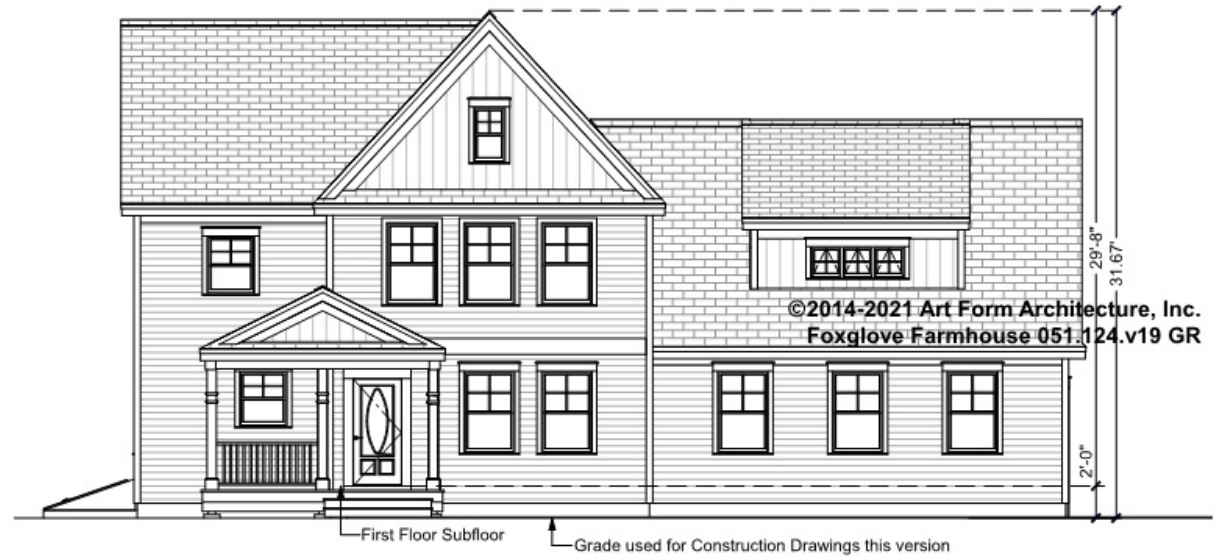 29'-8"
31.67'
©2014-2021 Art Form Architecture, Inc.
Foxglove Farmhouse 051.124.v19 GR
2'-0"
First Floor Subfloor
Grade used for Construction Drawings this version